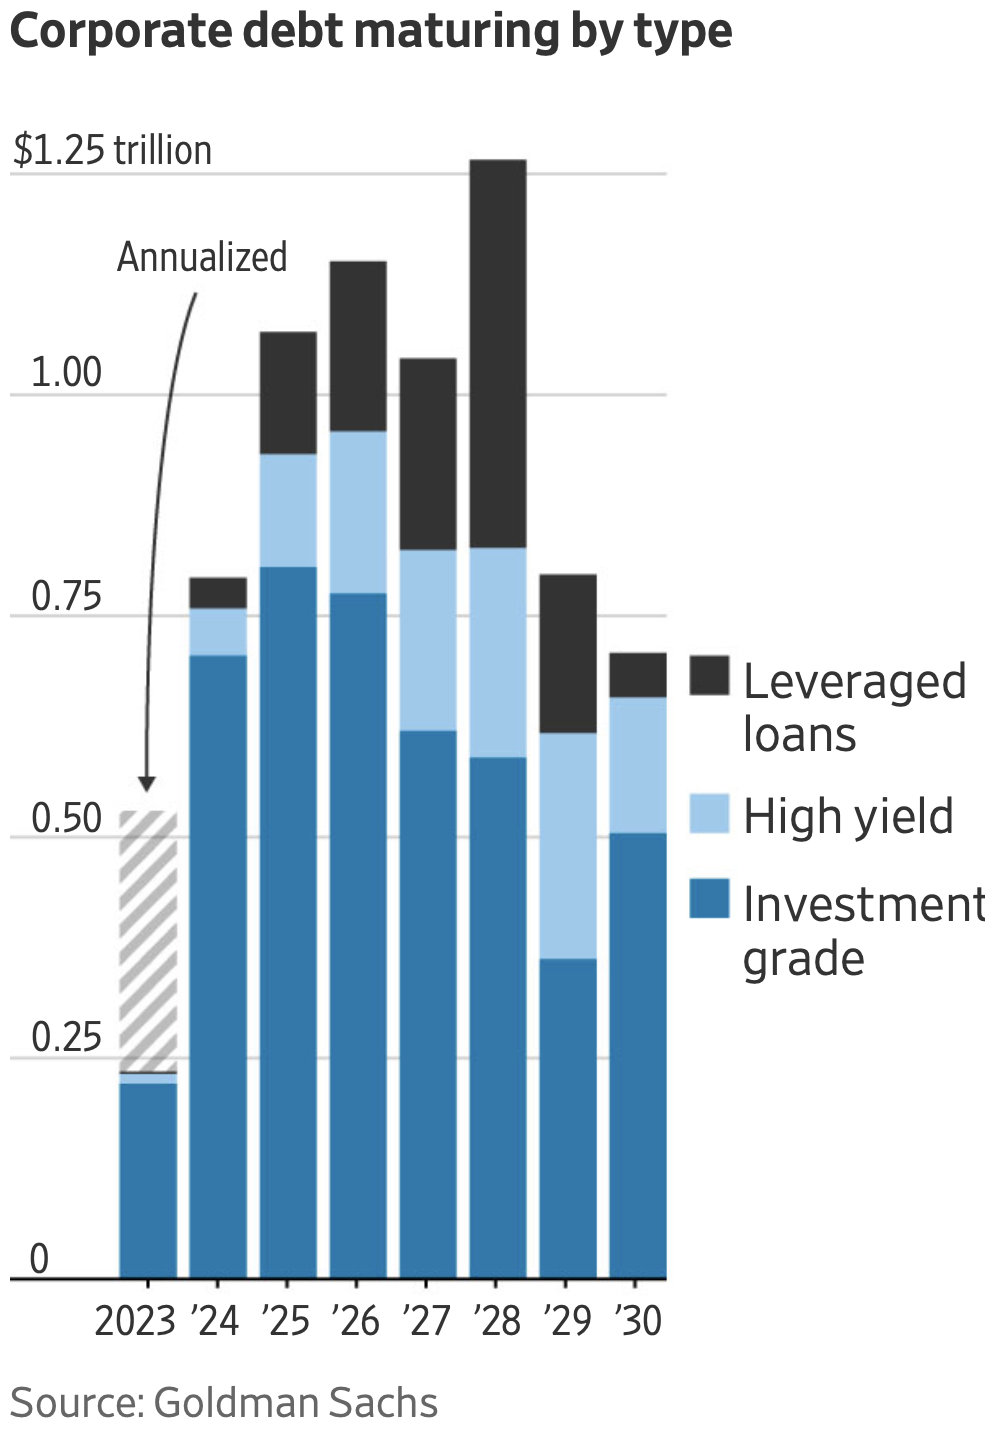 Corporate debt maturing by type
$1.25 trillion
Annualized
1.00
0.75
0.50
0.25
0
2023 ’24 ’25 ’26 ’27 ’28 ’29 ’30
Leveraged
loans
High yield
Investment
grade
Source: Goldman Sachs